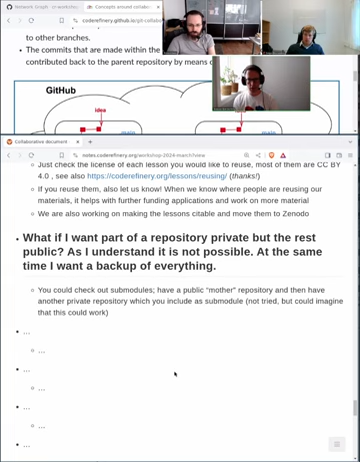 Network Graph
Concepts around collabo
coderefinery.github.io/git-collabo
to other branches.
The commits that are made within the
contributed back to the parent repository by means
GitHub
idea
main
main
Collaborative document
notes.coderefinery.org/workshop-2024-march?view
Just check the license of each lesson you would like to reuse, most of them are CC BY
4.0 , see also https://coderefinery.org/lessons/reusing/ (thanks!)
If you reuse them, also let us know! When we know where people are reusing our
materials, it helps with further funding applications and work on more material
We are also working on making the lessons citable and move them to Zenodo
What if I want part of a repository private but the rest
public? As I understand it is not possible. At the same
time I want a backup of everything.
You could check out submodules; have a public “mother” repository and then have
another private repository which you include as submodule (not tried, but could imagine
that this could work)
...
...
...
...
...
...
...